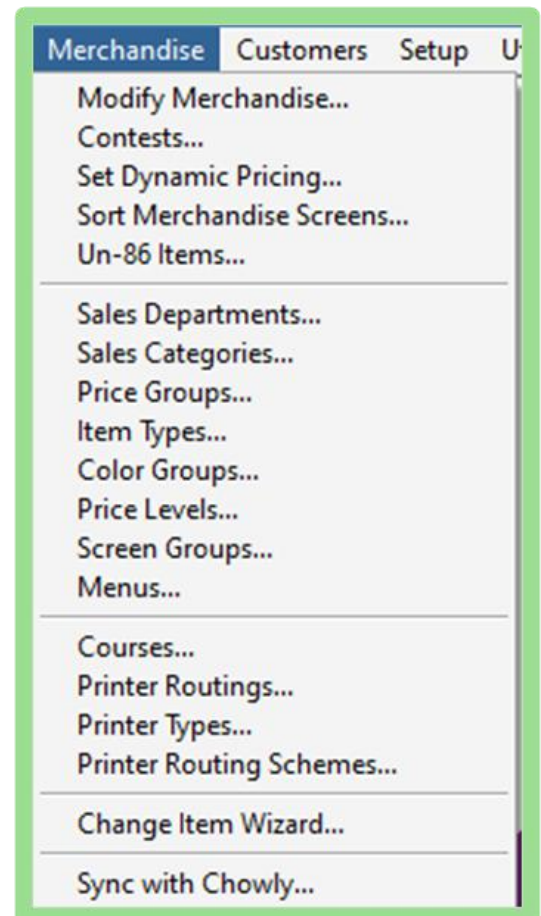 Merchandise Customers Setup
Modify Merchandise...
Contests...
Set Dynamic Pricing...
Sort Merchandise Screens...
Un-86 Items...
Sales Departments...
Sales Categories...
Price Groups...
Item Types...
Color Groups...
Price Levels...
Screen Groups...
Menus...
Courses...
Printer Routings...
Printer Types...
Printer Routing Schemes...
Change Item Wizard...
Sync with Chowly...